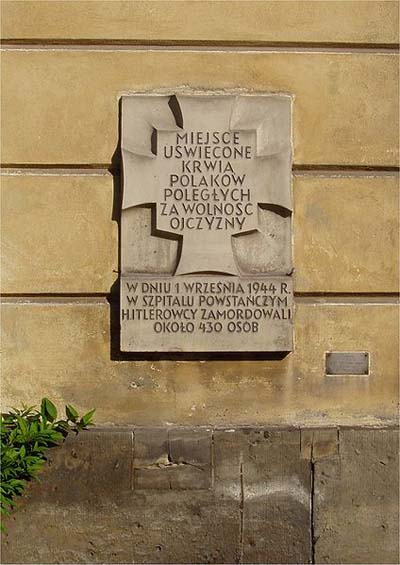 MIEJSCE
UŚWIĘCONE
KRWIĄ
POLAKÓW
POLEGŁYCH
ZA WOLNOŚĆ
OJCZYZNY
W DNIU 1 WRZEŚNIA 1944 R.
W SZPITALU POWSTAŃCZYM
HITLEROWCY ZAMORDOWALI
OKOŁO 430 OSÓB